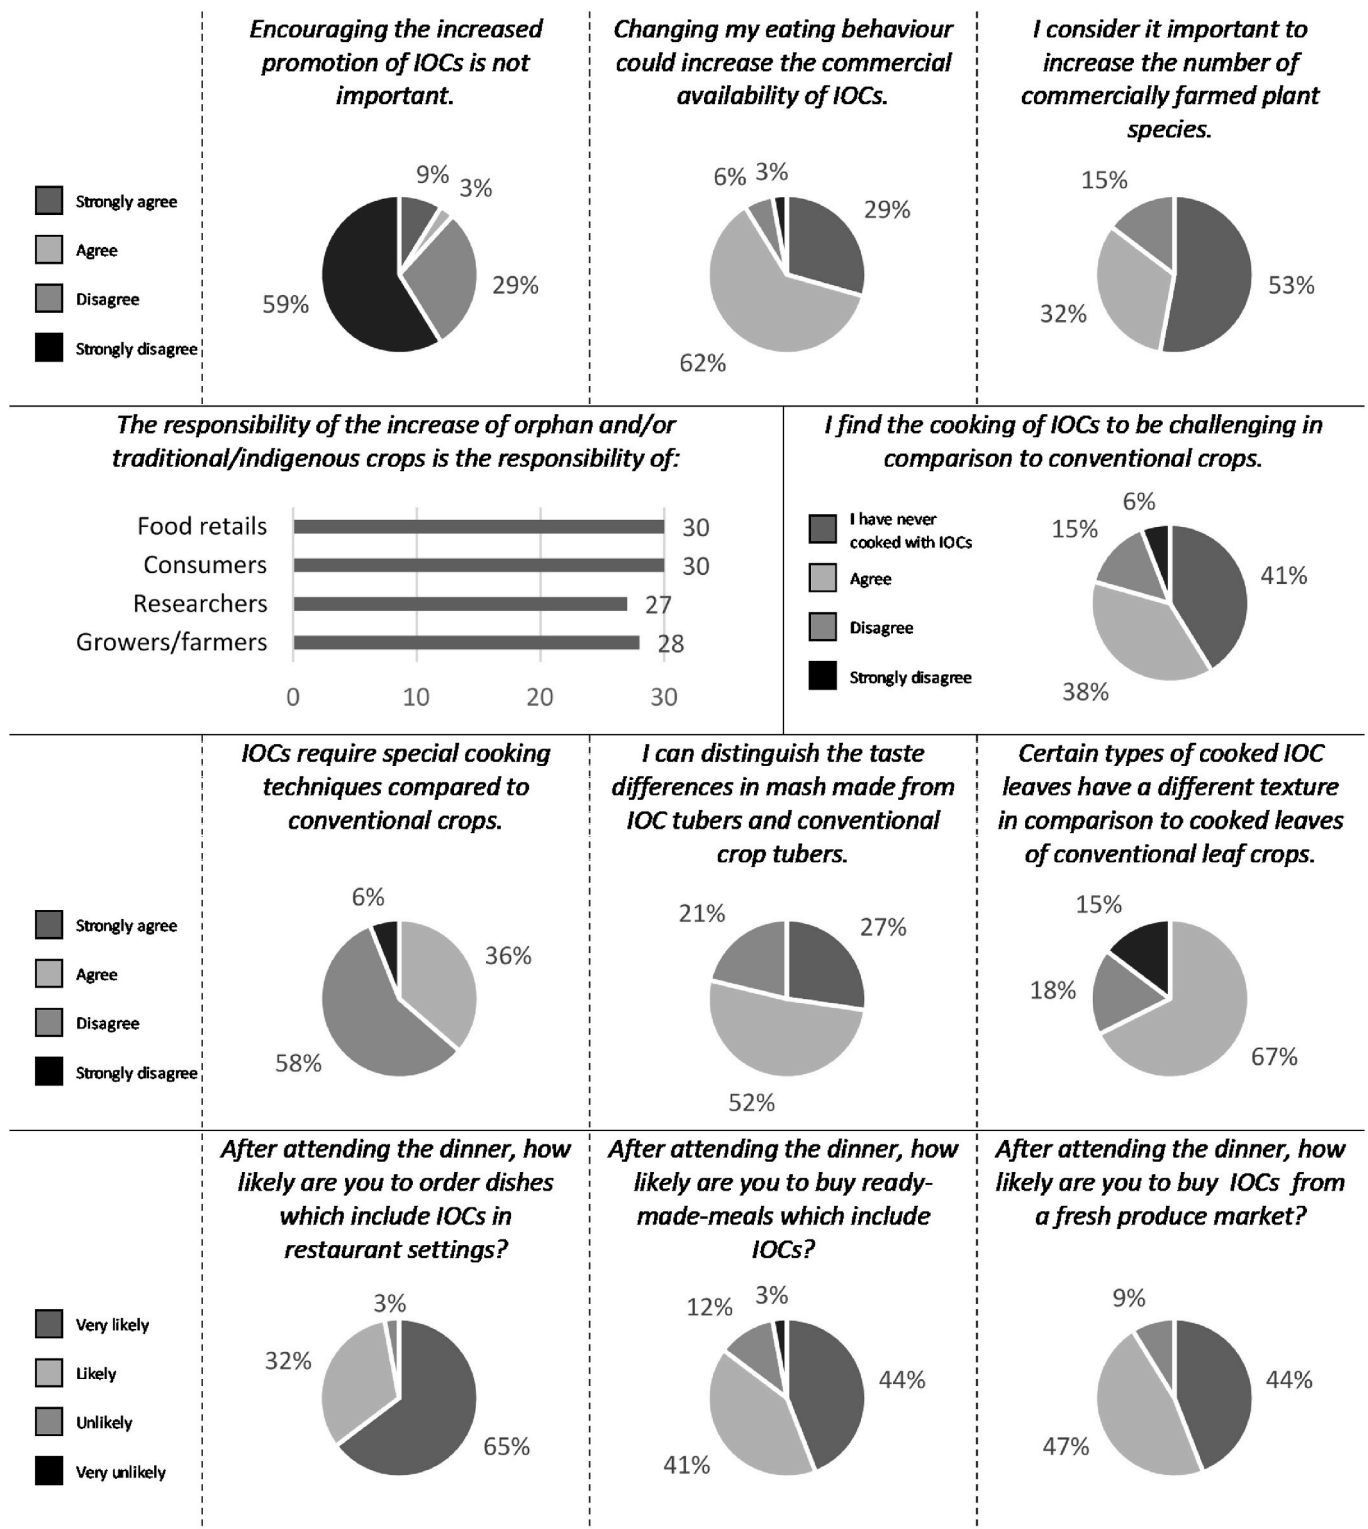 Encouraging the increased
promotion of IOCs is not
important.
Changing my eating behaviour
could increase the commercial
availability of IOCs.
I consider it important to
increase the number of
commercially farmed plant
species.
Strongly agree
Agree
Disagree
Strongly disagree
9%
3%
29%
59%
6%
3%
29%
62%
15%
53%
32%
The responsibility of the increase of orphan and/or
traditional/indigenous crops is the responsibility of:
Food retails
30
Consumers
30
Researchers
27
Growers/farmers
28
0
10
20
30
I find the cooking of IOCs to be challenging in
comparison to conventional crops.
I have never
cooked with IOCs
Agree
Disagree
Strongly disagree
6%
15%
41%
38%
IOCs require special cooking
techniques compared to
conventional crops.
I can distinguish the taste
differences in mash made from
IOC tubers and conventional
crop tubers.
Certain types of cooked IOC
leaves have a different texture
in comparison to cooked leaves
of conventional leaf crops.
Strongly agree
Agree
Disagree
Strongly disagree
6%
36%
58%
21%
27%
52%
15%
18%
67%
After attending the dinner, how
likely are you to order dishes
which include IOCs in
restaurant settings?
After attending the dinner, how
likely are you to buy ready-
made-meals which include
IOCs?
After attending the dinner, how
likely are you to buy IOCs from
a fresh produce market?
Very likely
Likely
Unlikely
Very unlikely
3%
32%
65%
12%
3%
44%
41%
9%
44%
47%